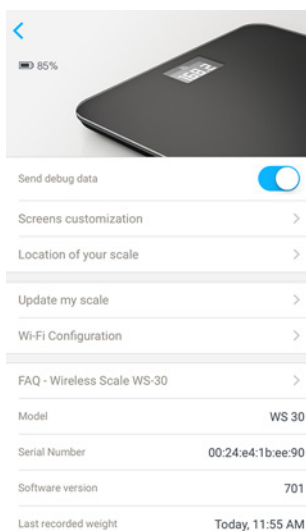 85%
Send debug data
Screens customization
Location of your scale
Update my scale
Wi-Fi Configuration
FAQ - Wireless Scale WS-30
Model WS 30
Serial Number 00:24:e4:1b:ee:90
Software version 701
Last recorded weight Today, 11:55 AM